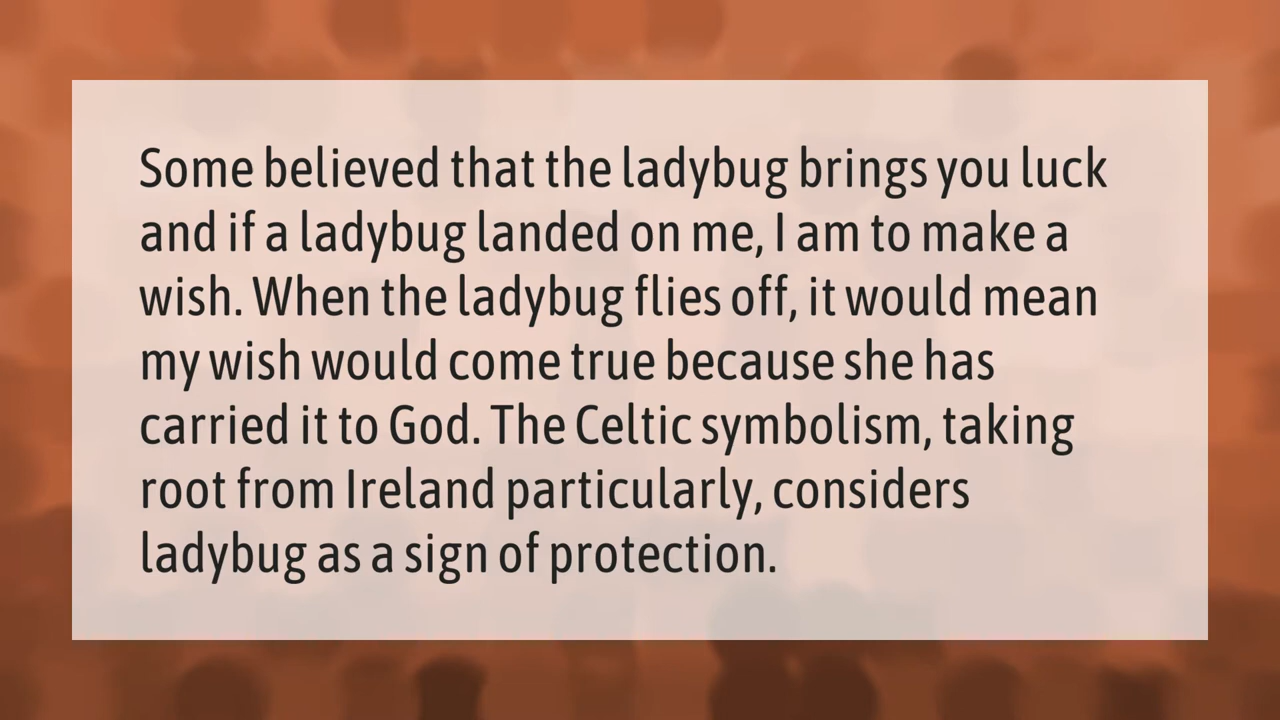 Some believed that the ladybug brings you luck
and if a ladybug landed on me, I am to make a
wish. When the ladybug flies off, it would mean
my wish would come true because she has
carried it to God. The Celtic symbolism, taking
root from Ireland particularly, considers
ladybug as a sign of protection.